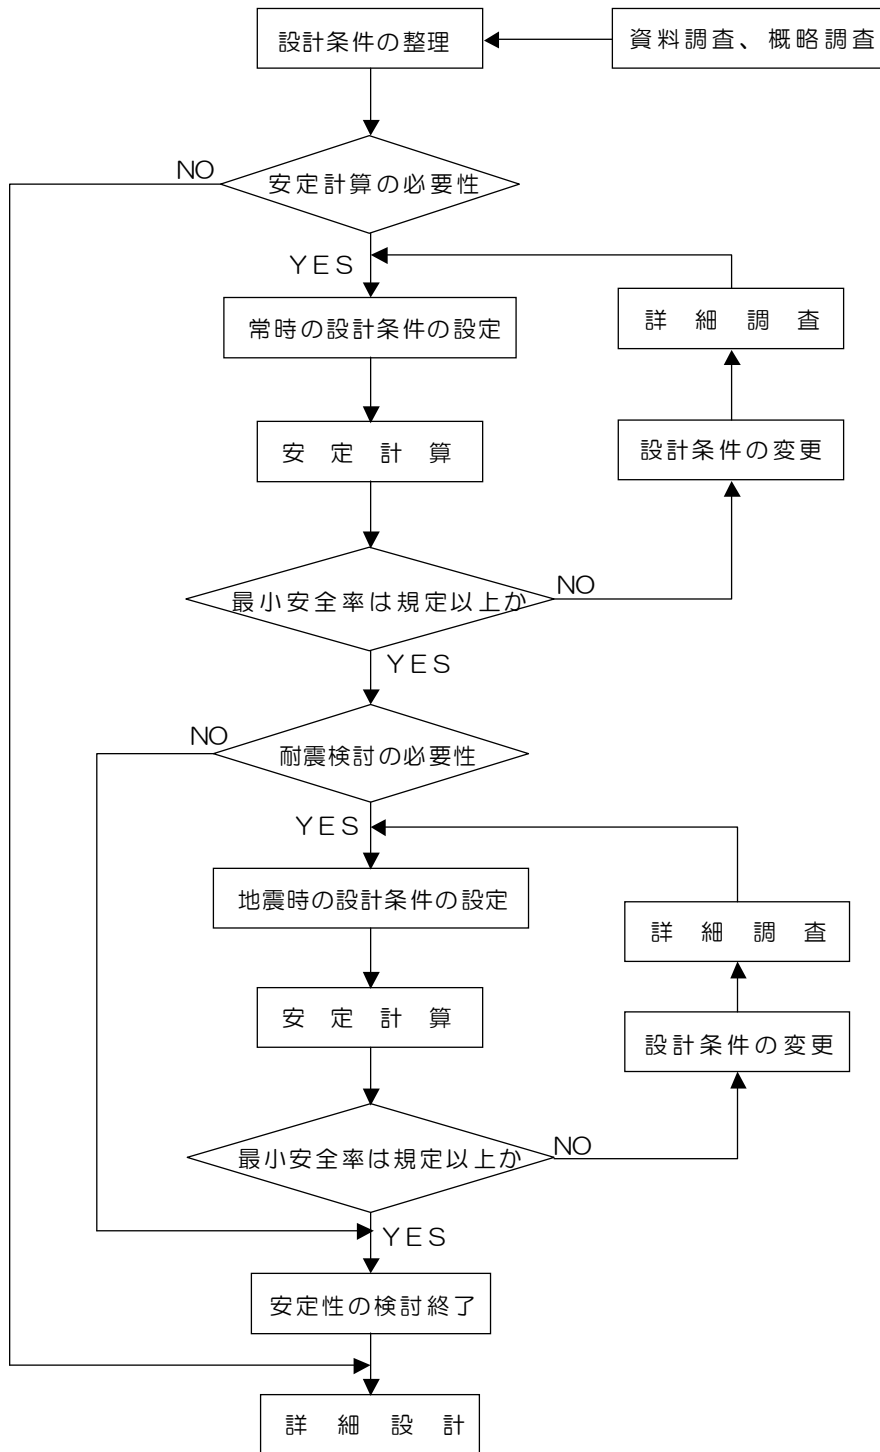 設計条件の整理
資料調査、概略調査
NO
安定計算の必要性
YES
常時の設計条件の設定
詳細調査
安定計算
設計条件の変更
最小安全率は規定以上か
NO
YES
NO
耐震検討の必要性
YES
地震時の設計条件の設定
詳細調査
安定計算
設計条件の変更
最小安全率は規定以上か
NO
YES
安定性の検討終了
詳細設計